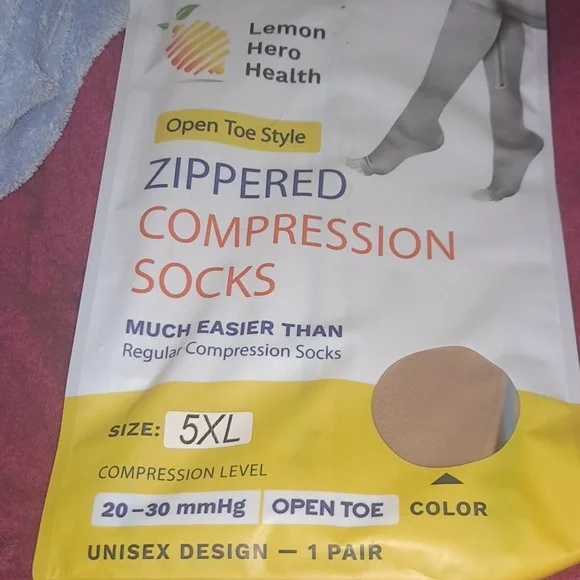 Lemon
Hero
Health
Open Toe Style
ZIPPERED
COMPRESSION
SOCKS
MUCH EASIER THAN
Regular Compression Socks
SIZE: 5XL
COMPRESSION LEVEL
20–30 mmHg OPEN TOE COLOR
UNISEX DESIGN — 1 PAIR